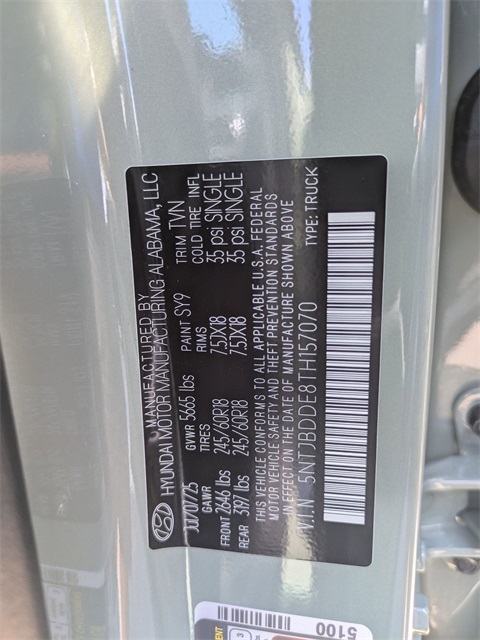 MANUFACTURED BY
HYUNDAI MOTOR MANUFACTURING ALABAMA, LLC
JUL/07/25 GVWR 5665 lbs PAINT SY9 TRIM TVN
GAWR TIRES RIMS COLD TIRE INFL
FRONT 2646 lbs 245/60R18 7.5JX18 35 psi SINGLE
REAR 3197 lbs 245/60R18 7.5JX18 35 psi SINGLE
THIS VEHICLE CONFORMS TO ALL APPLICABLE U.S.A. FEDERAL
MOTOR VEHICLE SAFETY AND THEFT PREVENTION STANDARDS
IN EFFECT ON THE DATE OF MANUFACTURE SHOWN ABOVE
V.I.N 5NTJBDDE8TH157070 TYPE: TRUCK
5100